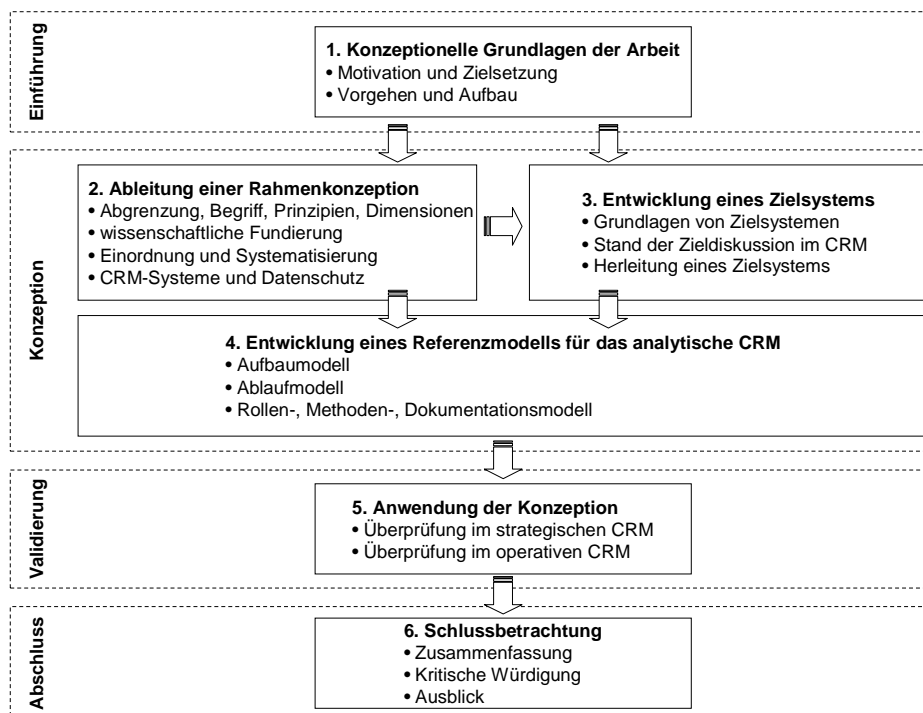 Einführung
1. Konzeptionelle Grundlagen der Arbeit
• Motivation und Zielsetzung
• Vorgehen und Aufbau
Konzeption
2. Ableitung einer Rahmenkonzeption
• Abgrenzung, Begriff, Prinzipien, Dimensionen
• wissenschaftliche Fundierung
• Einordnung und Systematisierung
• CRM-Systeme und Datenschutz
3. Entwicklung eines Zielsystems
• Grundlagen von Zielsystemen
• Stand der Zieldiskussion im CRM
• Herleitung eines Zielsystems
4. Entwicklung eines Referenzmodells für das analytische CRM
• Aufbaumodell
• Ablaufmodell
• Rollen-, Methoden-, Dokumentationsmodell
Validierung
5. Anwendung der Konzeption
• Überprüfung im strategischen CRM
• Überprüfung im operativen CRM
Abschluss
6. Schlussbetrachtung
• Zusammenfassung
• Kritische Würdigung
• Ausblick